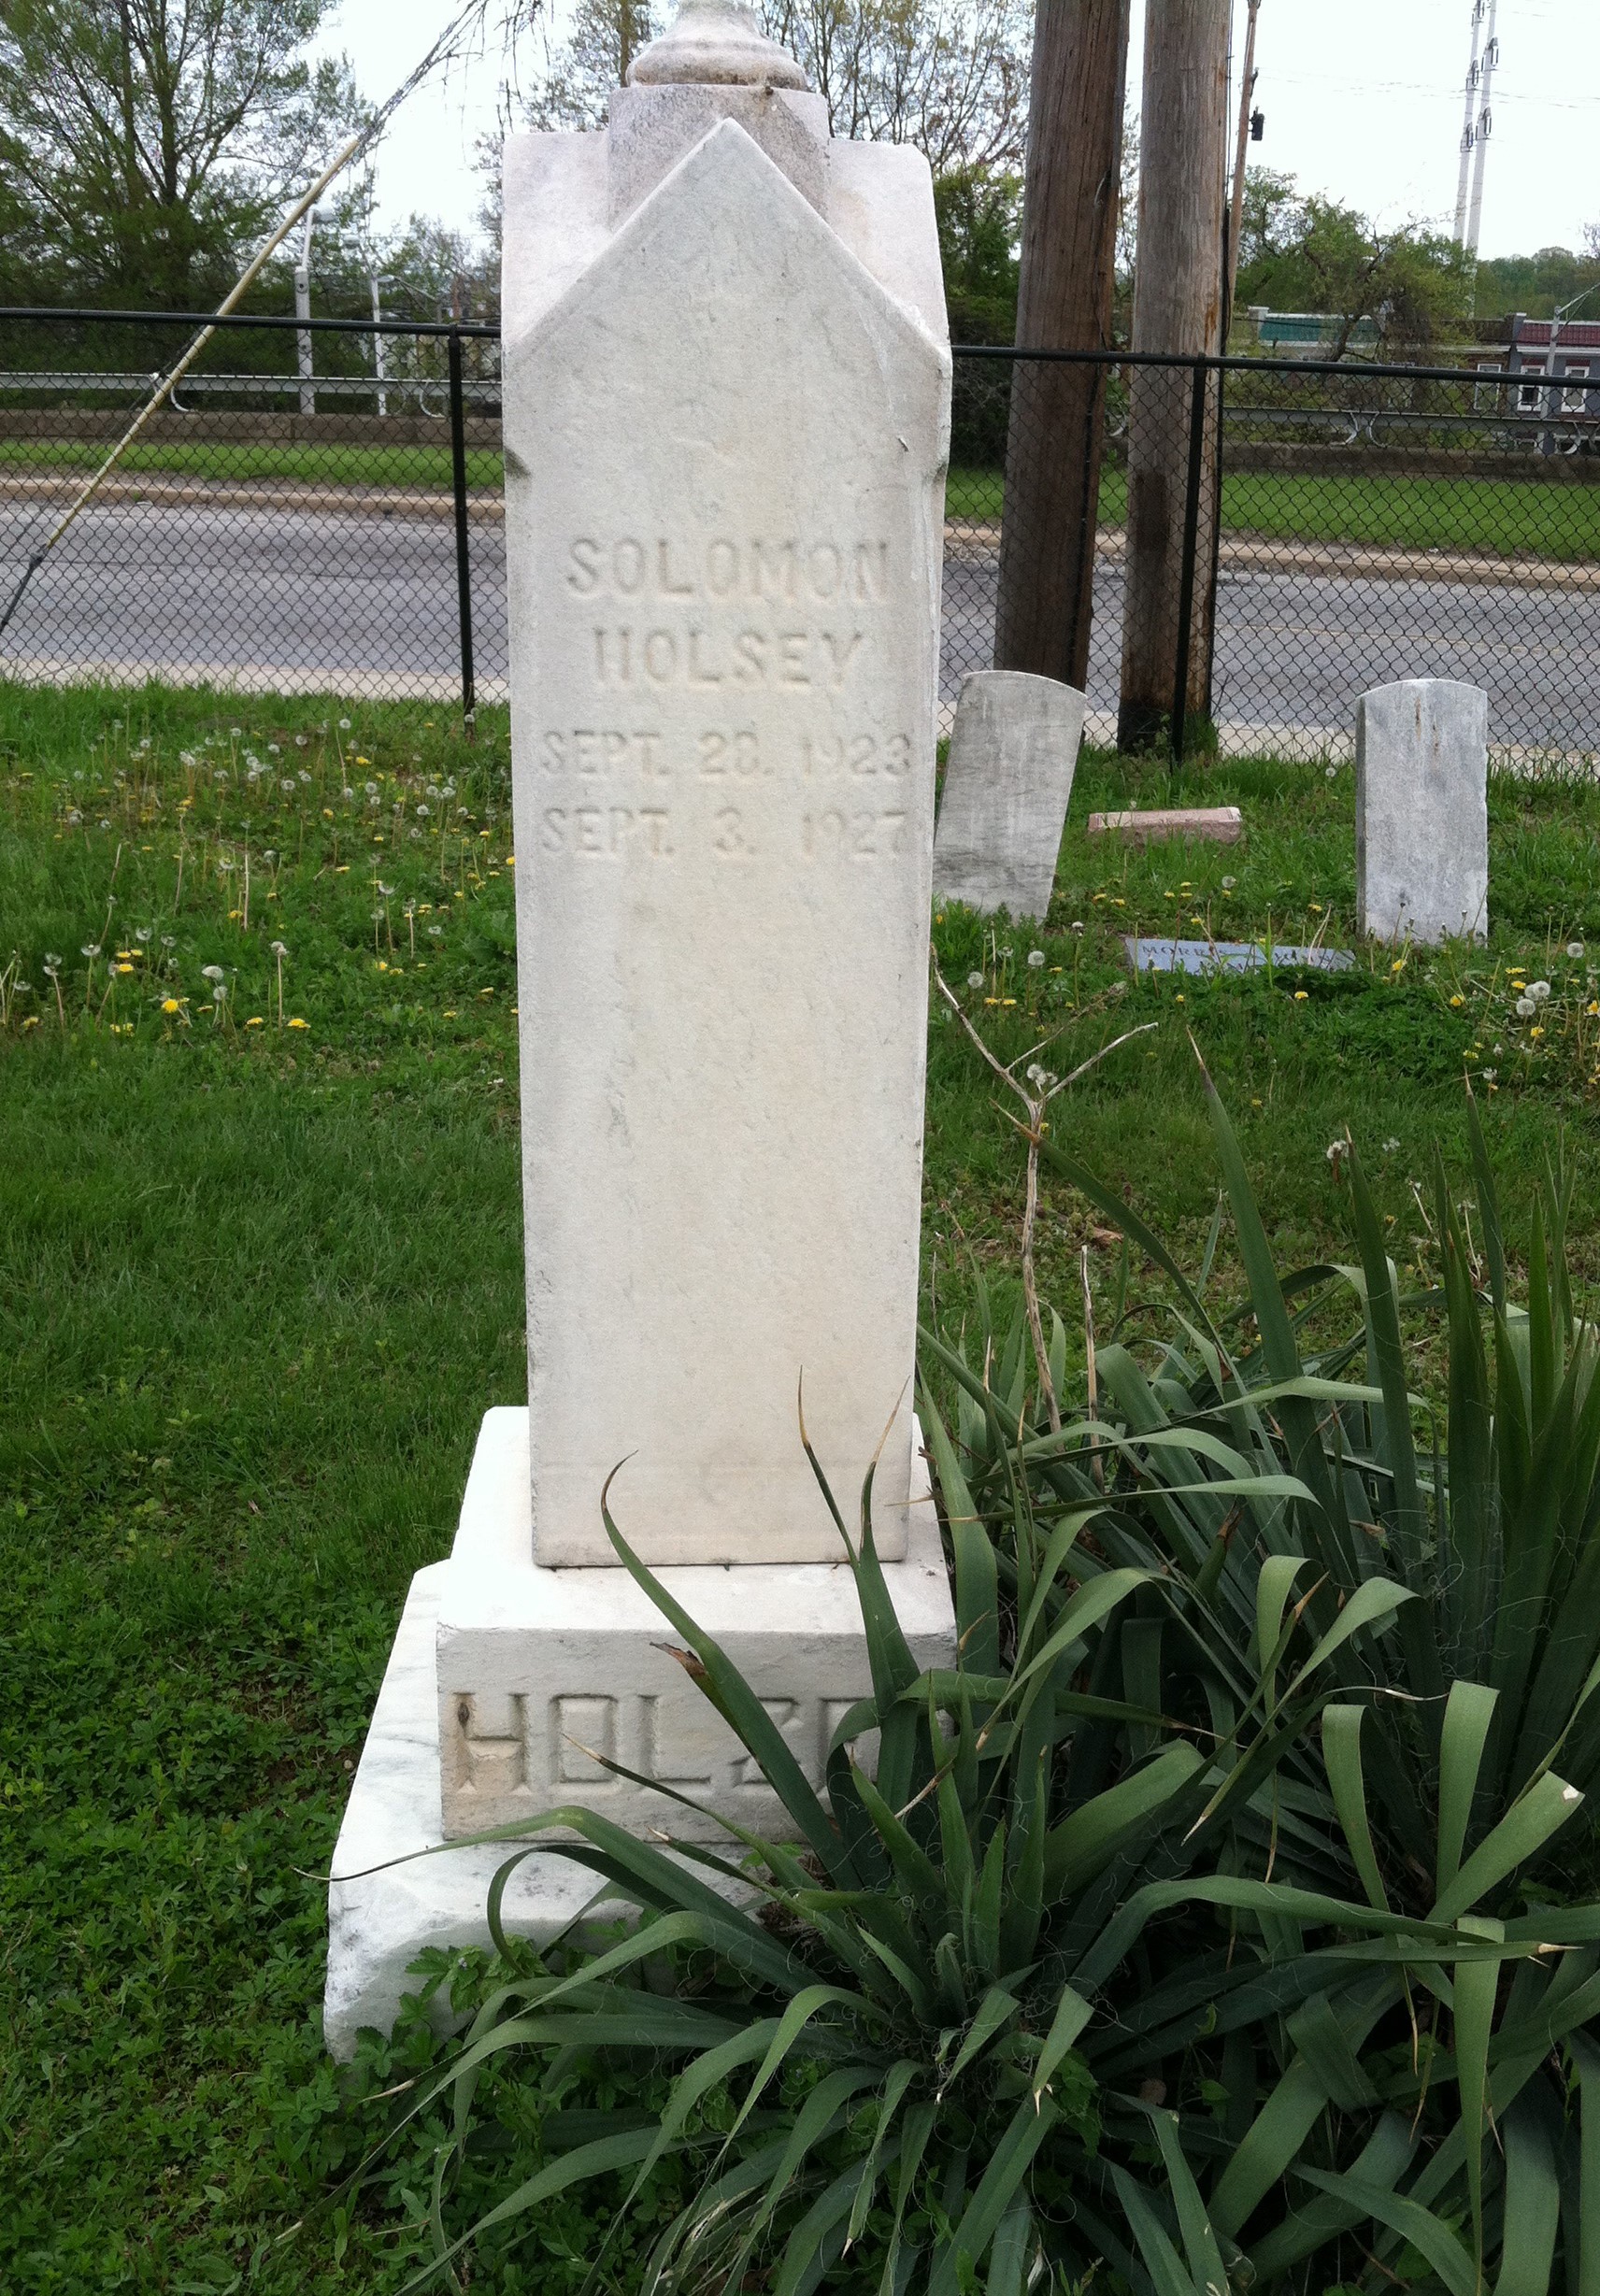 SOLOMON
HOLSEY
SEPT. 28. 1923
SEPT. 3. 1927